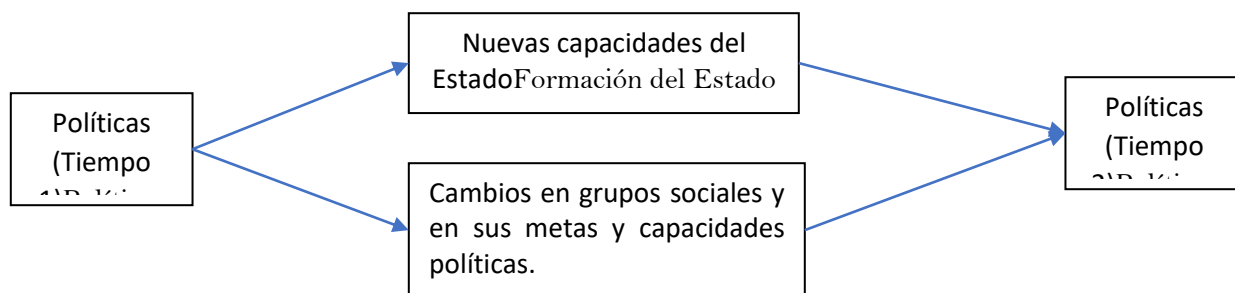 Políticas
(Tiempo
Nuevas capacidades del
EstadoFormación del Estado
Cambios en grupos sociales y
en sus metas y capacidades
políticas.
Políticas
(Tiempo